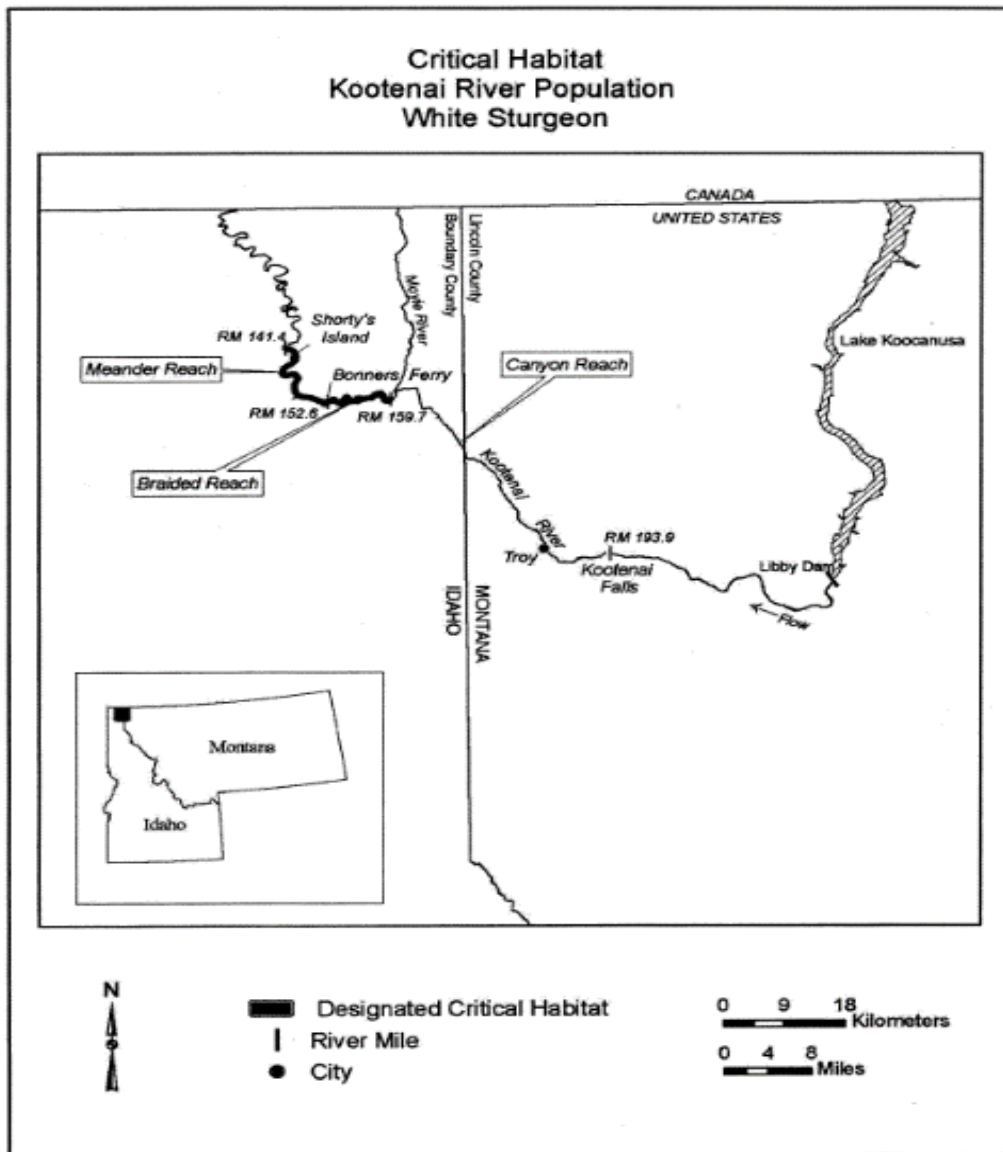 Critical Habitat
Kootenai River Population
White Sturgeon
CANADA
UNITED STATES
Lincoln County
Boundary County
Moyie River
Shorty's
Island
RM 141.4
Meander Reach
Bonners Ferry
Canyon Reach
Lake Koocanusa
RM 152.6
RM 159.7
Braided Reach
Kootenai
River
RM 193.9
Troy
Kootenai
Falls
Libby Dam
Flow
MONTANA
IDAHO
Montana
Idaho
N
Designated Critical Habitat
River Mile
City
0 9 18
Kilometers
0 4 8
Miles